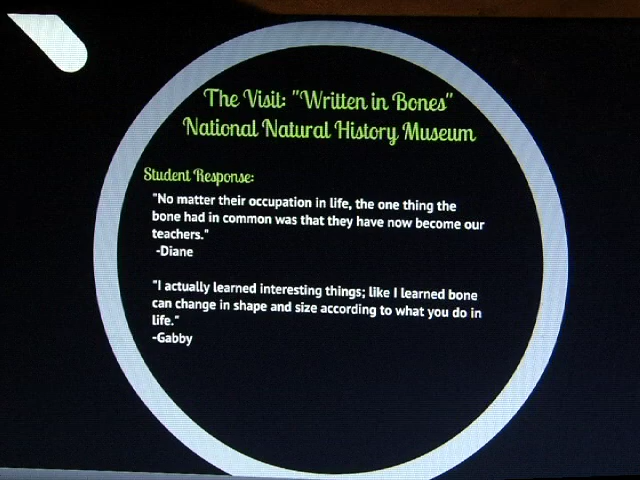 The Visit: "Written in Bones"
National Natural History Museum
Student Response:
"No matter their occupation in life, the one thing the
bone had in common was that they have now become our
teachers."
-Diane
"I actually learned interesting things; like I learned bone
can change in shape and size according to what you do in
life."
-Gabby